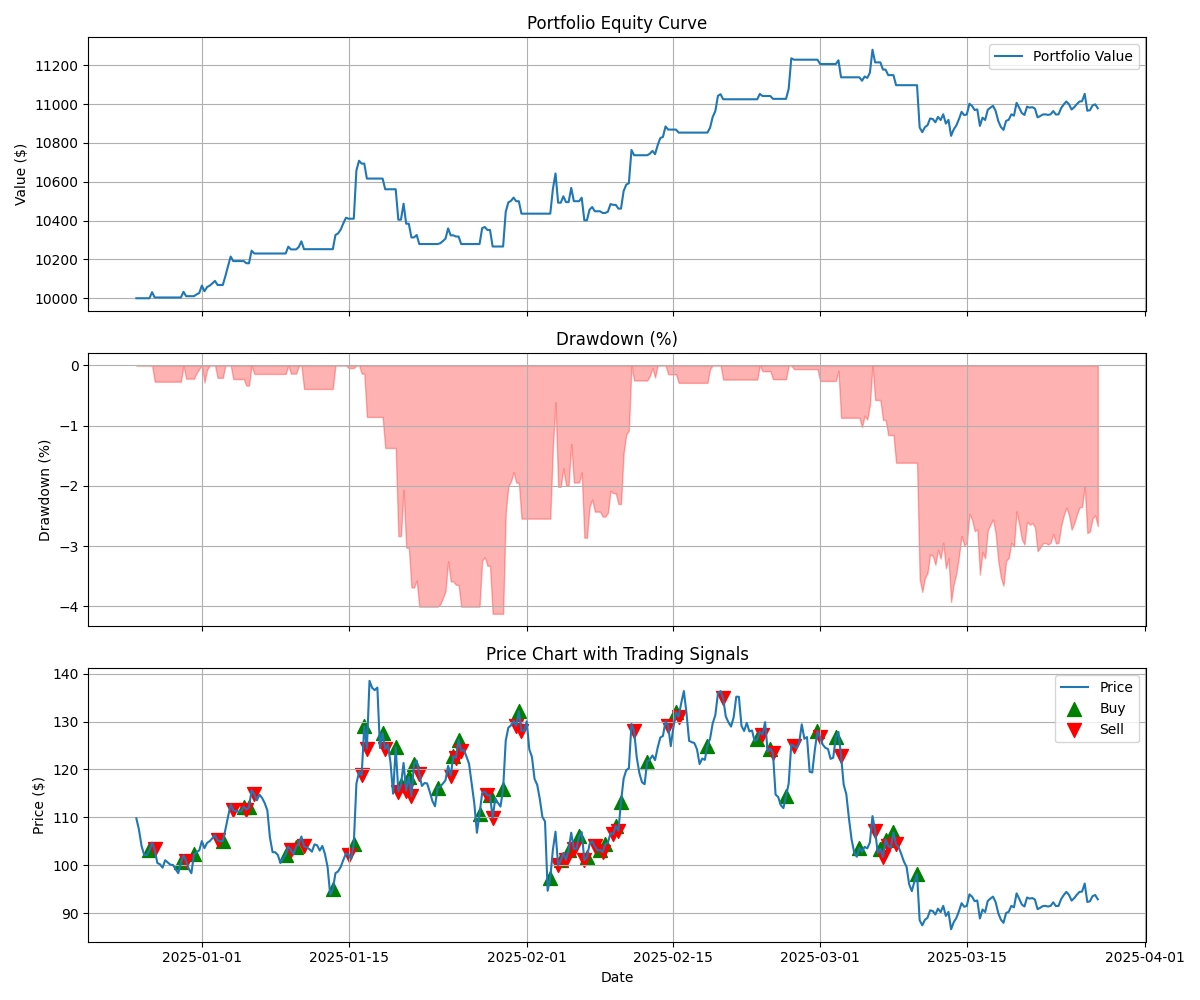 Portfolio Equity Curve
Value ($)
11200
11000
10800
10600
10400
10200
10000
Portfolio Value
Drawdown (%)
Drawdown (%)
0
−1
−2
−3
−4
Price Chart with Trading Signals
Price ($)
140
130
120
110
100
90
Price
Buy
Sell
2025-01-01
2025-01-15
2025-02-01
2025-02-15
2025-03-01
2025-03-15
2025-04-01
Date